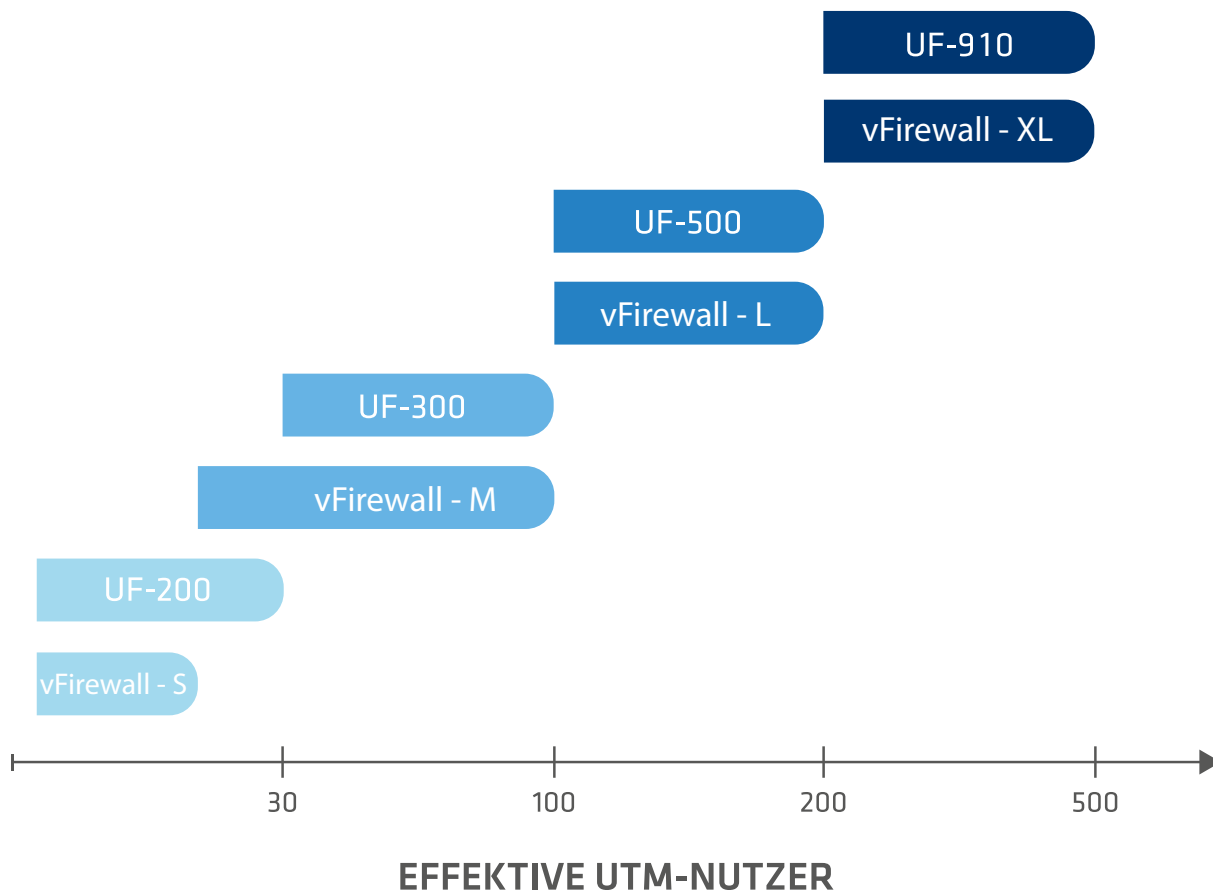 UF-910
vFirewall - XL
UF-500
vFirewall - L
UF-300
vFirewall - M
UF-200
vFirewall - S
30
100
200
500
EFFEKTIVE UTM-NUTZER